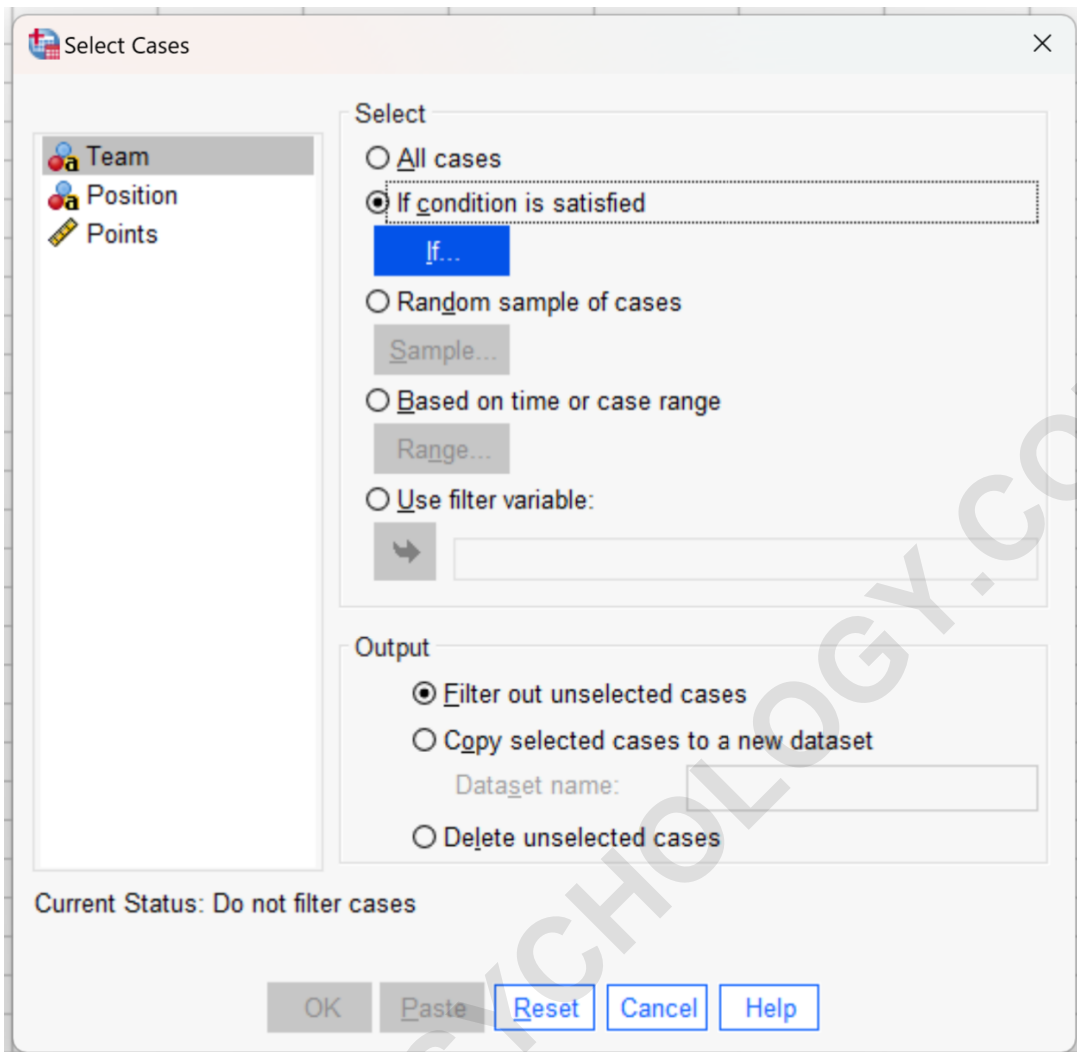 Select Cases
Team
Position
Points
Select
All cases
If condition is satisfied
If...
Random sample of cases
Sample...
Based on time or case range
Range...
Use filter variable:
Output
Filter out unselected cases
Copy selected cases to a new dataset
Dataset name:
Delete unselected cases
Current Status: Do not filter cases
OK
Paste
Reset
Cancel
Help